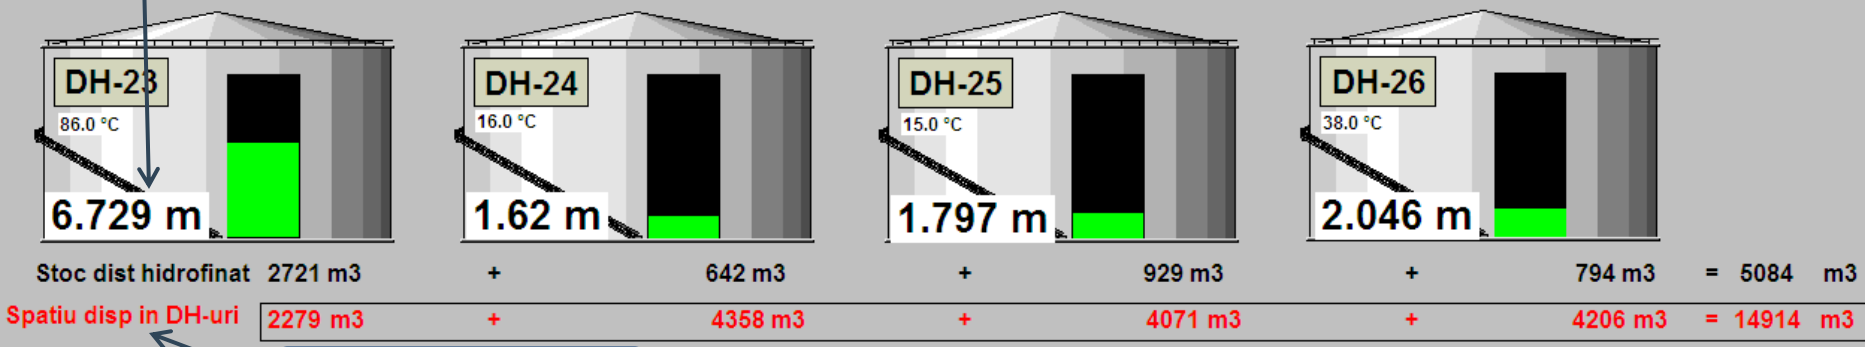 DH-23 DH-24 DH-25 DH-26
86.0 °C 16.0 °C 15.0 °C 38.0 °C
6.729 m 1.62 m 1.797 m 2.046 m
Stoc dist hidrofinat 2721 m3 + 642 m3 + 929 m3 + 794 m3 = 5084 m3
Spatiu disp in DH-uri 2279 m3 + 4358 m3 + 4071 m3 + 4206 m3 = 14914 m3